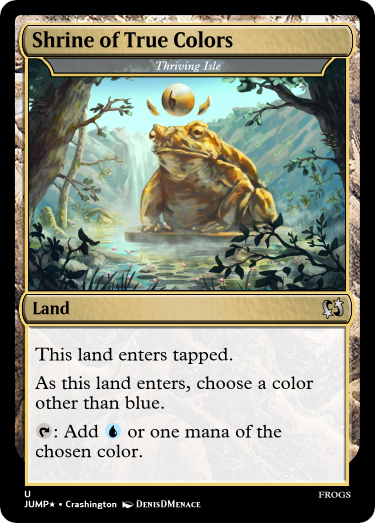 Shrine of True Colors
Thriving Isle
Land
This land enters tapped.
As this land enters, choose a color
other than blue.
: Add or one mana of the
chosen color.
U
JUMP★ • Crashington DenisDMenace
FROGS